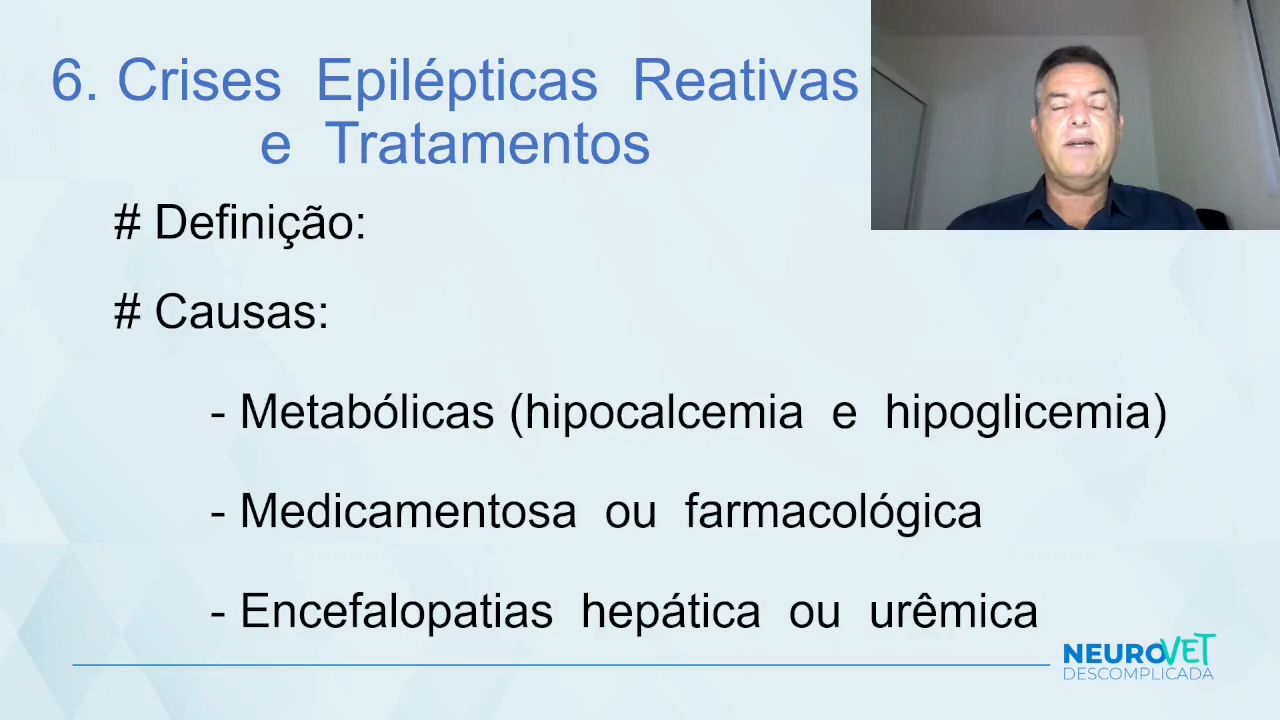 6. Crises Epilépticas Reativas
e Tratamentos
# Definição:
# Causas:
- Metabólicas (hipocalcemia e hipoglicemia)
- Medicamentosa ou farmacológica
- Encefalopatias hepática ou urêmica
NEUROVET
DESCOMPLICADA